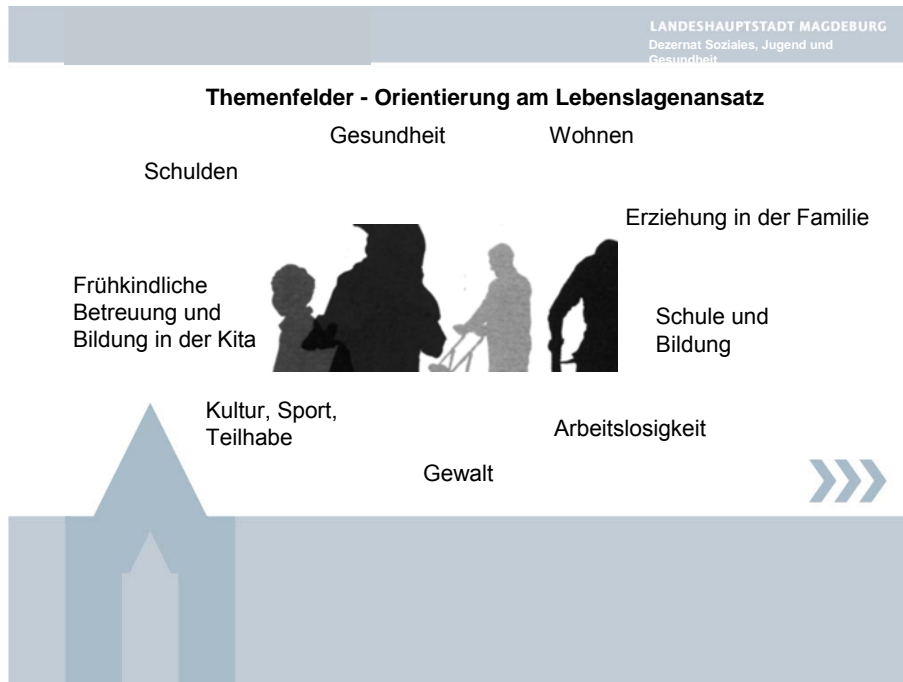 LANDESHAUPTSTADT MAGDEBURG
Dezernat Soziales, Jugend und
Gesundheit
Themenfelder - Orientierung am Lebenslagenansatz
Gesundheit
Wohnen
Schulden
Erziehung in der Familie
Frühkindliche
Betreuung und
Bildung in der Kita
Schule und
Bildung
Kultur, Sport,
Teilhabe
Arbeitslosigkeit
Gewalt